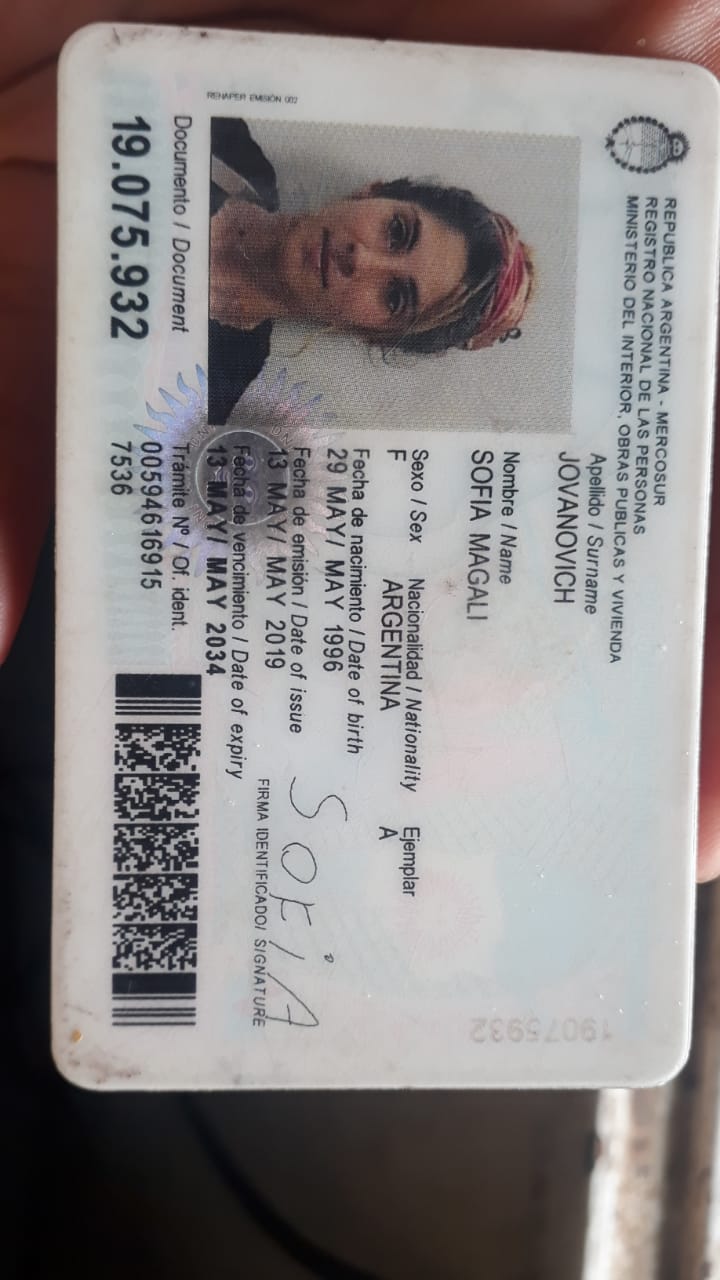 REPUBLICA ARGENTINA - MERCOSUR
REGISTRO NACIONAL DE LAS PERSONAS
MINISTERIO DEL INTERIOR, OBRAS PUBLICAS Y VIVIENDA
Apellido / Surname
JOVANOVICH
Nombre / Name
SOFIA MAGALI
Sexo / Sex Nacionalidad / Nationality Ejemplar
F ARGENTINA A
Fecha de nacimiento / Date of birth
29 MAY/ MAY 1996
Fecha de emisión / Date of issue
13 MAY/ MAY 2019
Fecha de vencimiento / Date of expiry
13 MAY/ MAY 2034
SOFIA
FIRMA IDENTIFICADO/ SIGNATURE
RENAPER EMISIÓN 002
Documento / Document
19.075.932
Trámite Nº / Of. ident.
00594616915
7536
19075932